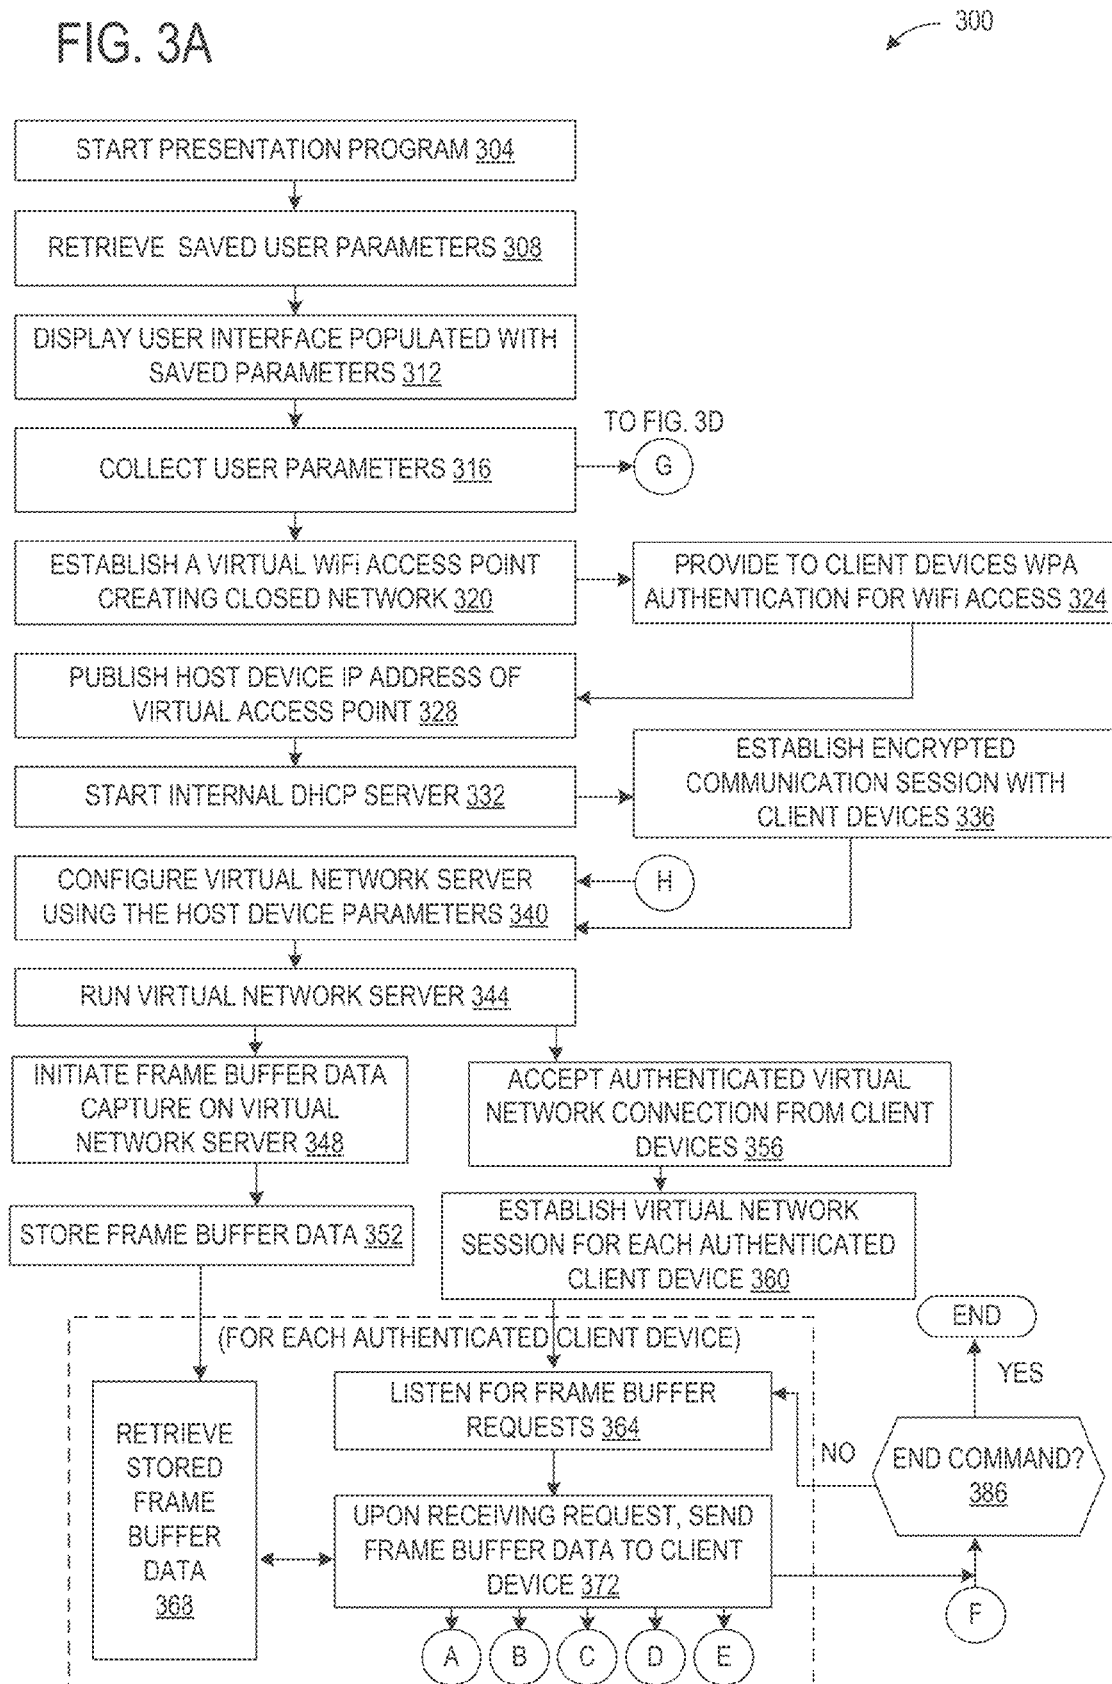 FIG. 3A
300
START PRESENTATION PROGRAM 304
RETRIEVE SAVED USER PARAMETERS 308
DISPLAY USER INTERFACE POPULATED WITH
SAVED PARAMETERS 312
TO FIG. 3D
COLLECT USER PARAMETERS 316
G
ESTABLISH A VIRTUAL WiFi ACCESS POINT
CREATING CLOSED NETWORK 320
PROVIDE TO CLIENT DEVICES WPA
AUTHENTICATION FOR WiFi ACCESS 324
PUBLISH HOST DEVICE IP ADDRESS OF
VIRTUAL ACCESS POINT 328
START INTERNAL DHCP SERVER 332
ESTABLISH ENCRYPTED
COMMUNICATION SESSION WITH
CLIENT DEVICES 336
CONFIGURE VIRTUAL NETWORK SERVER
USING THE HOST DEVICE PARAMETERS 340
H
RUN VIRTUAL NETWORK SERVER 344
INITIATE FRAME BUFFER DATA
CAPTURE ON VIRTUAL
NETWORK SERVER 348
ACCEPT AUTHENTICATED VIRTUAL
NETWORK CONNECTION FROM CLIENT
DEVICES 356
STORE FRAME BUFFER DATA 352
ESTABLISH VIRTUAL NETWORK
SESSION FOR EACH AUTHENTICATED
CLIENT DEVICE 360
(FOR EACH AUTHENTICATED CLIENT DEVICE)
END
YES
LISTEN FOR FRAME BUFFER
REQUESTS 364
NO
END COMMAND?
386
RETRIEVE
STORED
FRAME
BUFFER
DATA
368
UPON RECEIVING REQUEST, SEND
FRAME BUFFER DATA TO CLIENT
DEVICE 372
F
A B C D E